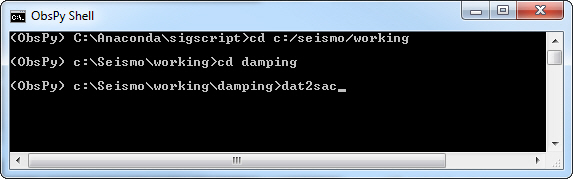 ObsPy Shell
(ObsPy) C:\Anaconda\sigscript>cd c:/seismo/working
(ObsPy) c:\Seismo\working>cd damping
(ObsPy) c:\Seismo\working\damping>dat2sac_